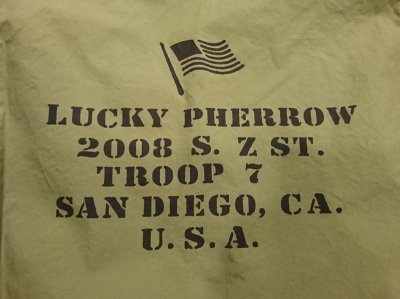 LUCKY PHERROW
2008 S. Z ST.
TROOP 7
SAN DIEGO, CA.
U.S.A.